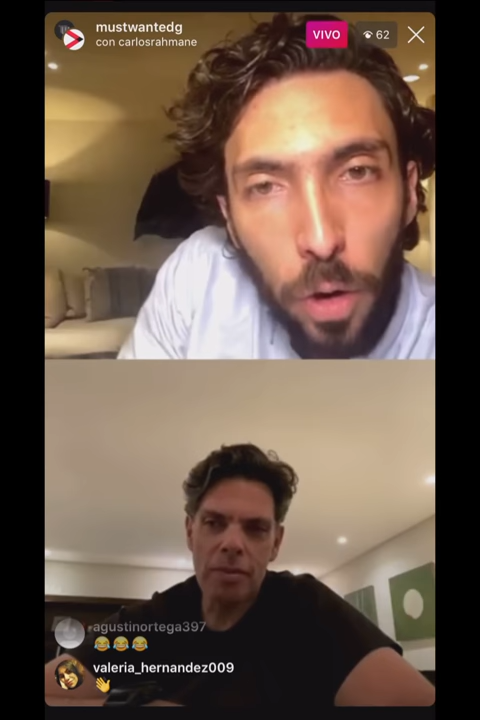 mustwantedg
con carlosrahmane
VIVO
62
agustinortega397
😂😂😂
valeria_hernandez009
👋